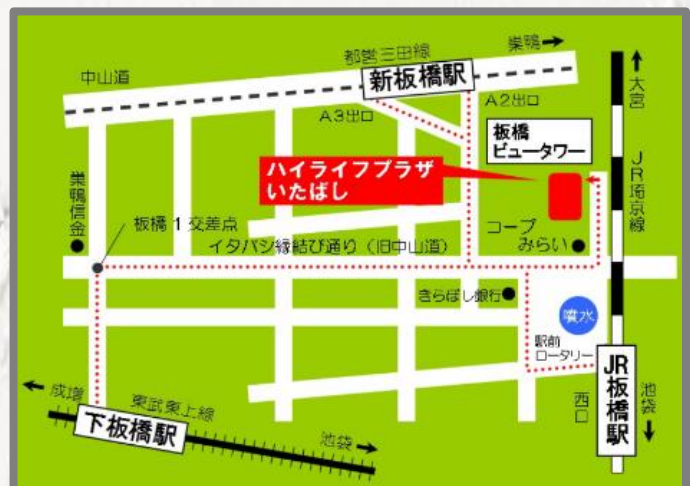 都営三田線
巣鴨
中山道
新板橋駅
A3出口
A2出口
大宮
板橋
ビュータワー
JR埼京線
ハイライフプラザ
いたばし
巣鴨信金
板橋1交差点
イタバシ縁結び通り(旧中山道)
コープ
みらい
きらぼし銀行
噴水
駅前
ロータリー
JR板橋駅
西口
池袋
成増
東武東上線
下板橋駅
池袋